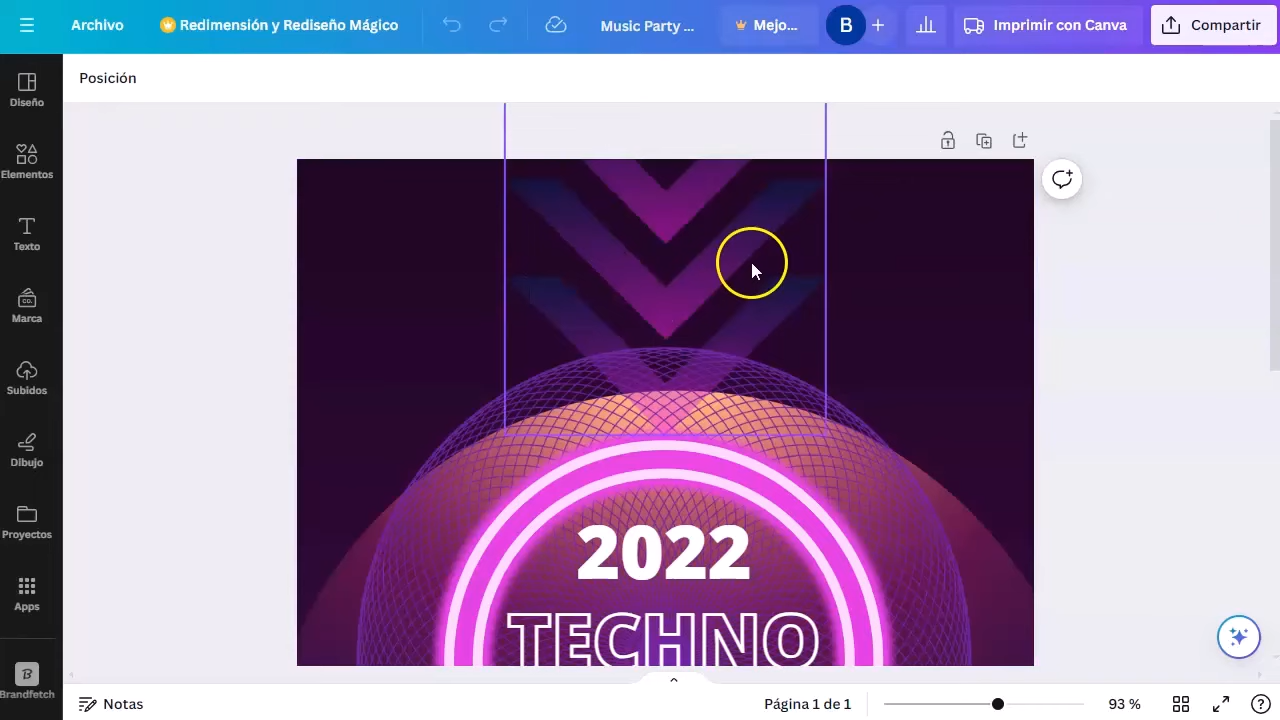 Archivo
Redimensión y Rediseño Mágico
Music Party ...
Mejo...
B
Imprimir con Canva
Compartir
Posición
Diseño
Elementos
Texto
CO.
Marca
Subidos
Dibujo
Proyectos
Apps
Brandfetch
2022
TECHNO
Notas
Página 1 de 1
93 %